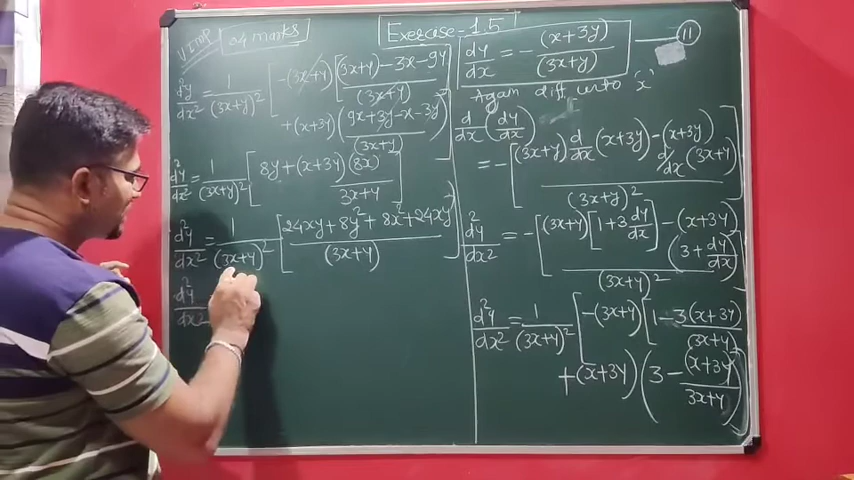 VITAP
04 marks
Exercise-1.5
d²y/dx² = 1/(3x+y)² [-(3x+y) [(3x+y)-3x-9y/(3x+y)]
+(x+3y) (9x+3y-x-3y/(3x+y))]
d²y/dx² = 1/(3x+y)² [8y+(x+3y)(8x)/3x+y]
d²y/dx² = 1/(3x+y)² [24xy+8y²+8x²+24xy/(3x+y)]
d²y/dx²
dy/dx = -(x+3y)/(3x+y) — 11
Again diff. w.r.to 'x'
d/dx (dy/dx)
= -[(3x+y) d/dx (x+3y)-(x+3y) d/dx (3x+y)/(3x+y)²]
d²y/dx² = -[(3x+y)[1+3 dy/dx]-(x+3y)(3+dy/dx)/(3x+y)²]
d²y/dx² = 1/(3x+y)² [-(3x+y)[1-3(x+3y)/(3x+y)]
+(x+3y)(3-(x+3y)/3x+y)]